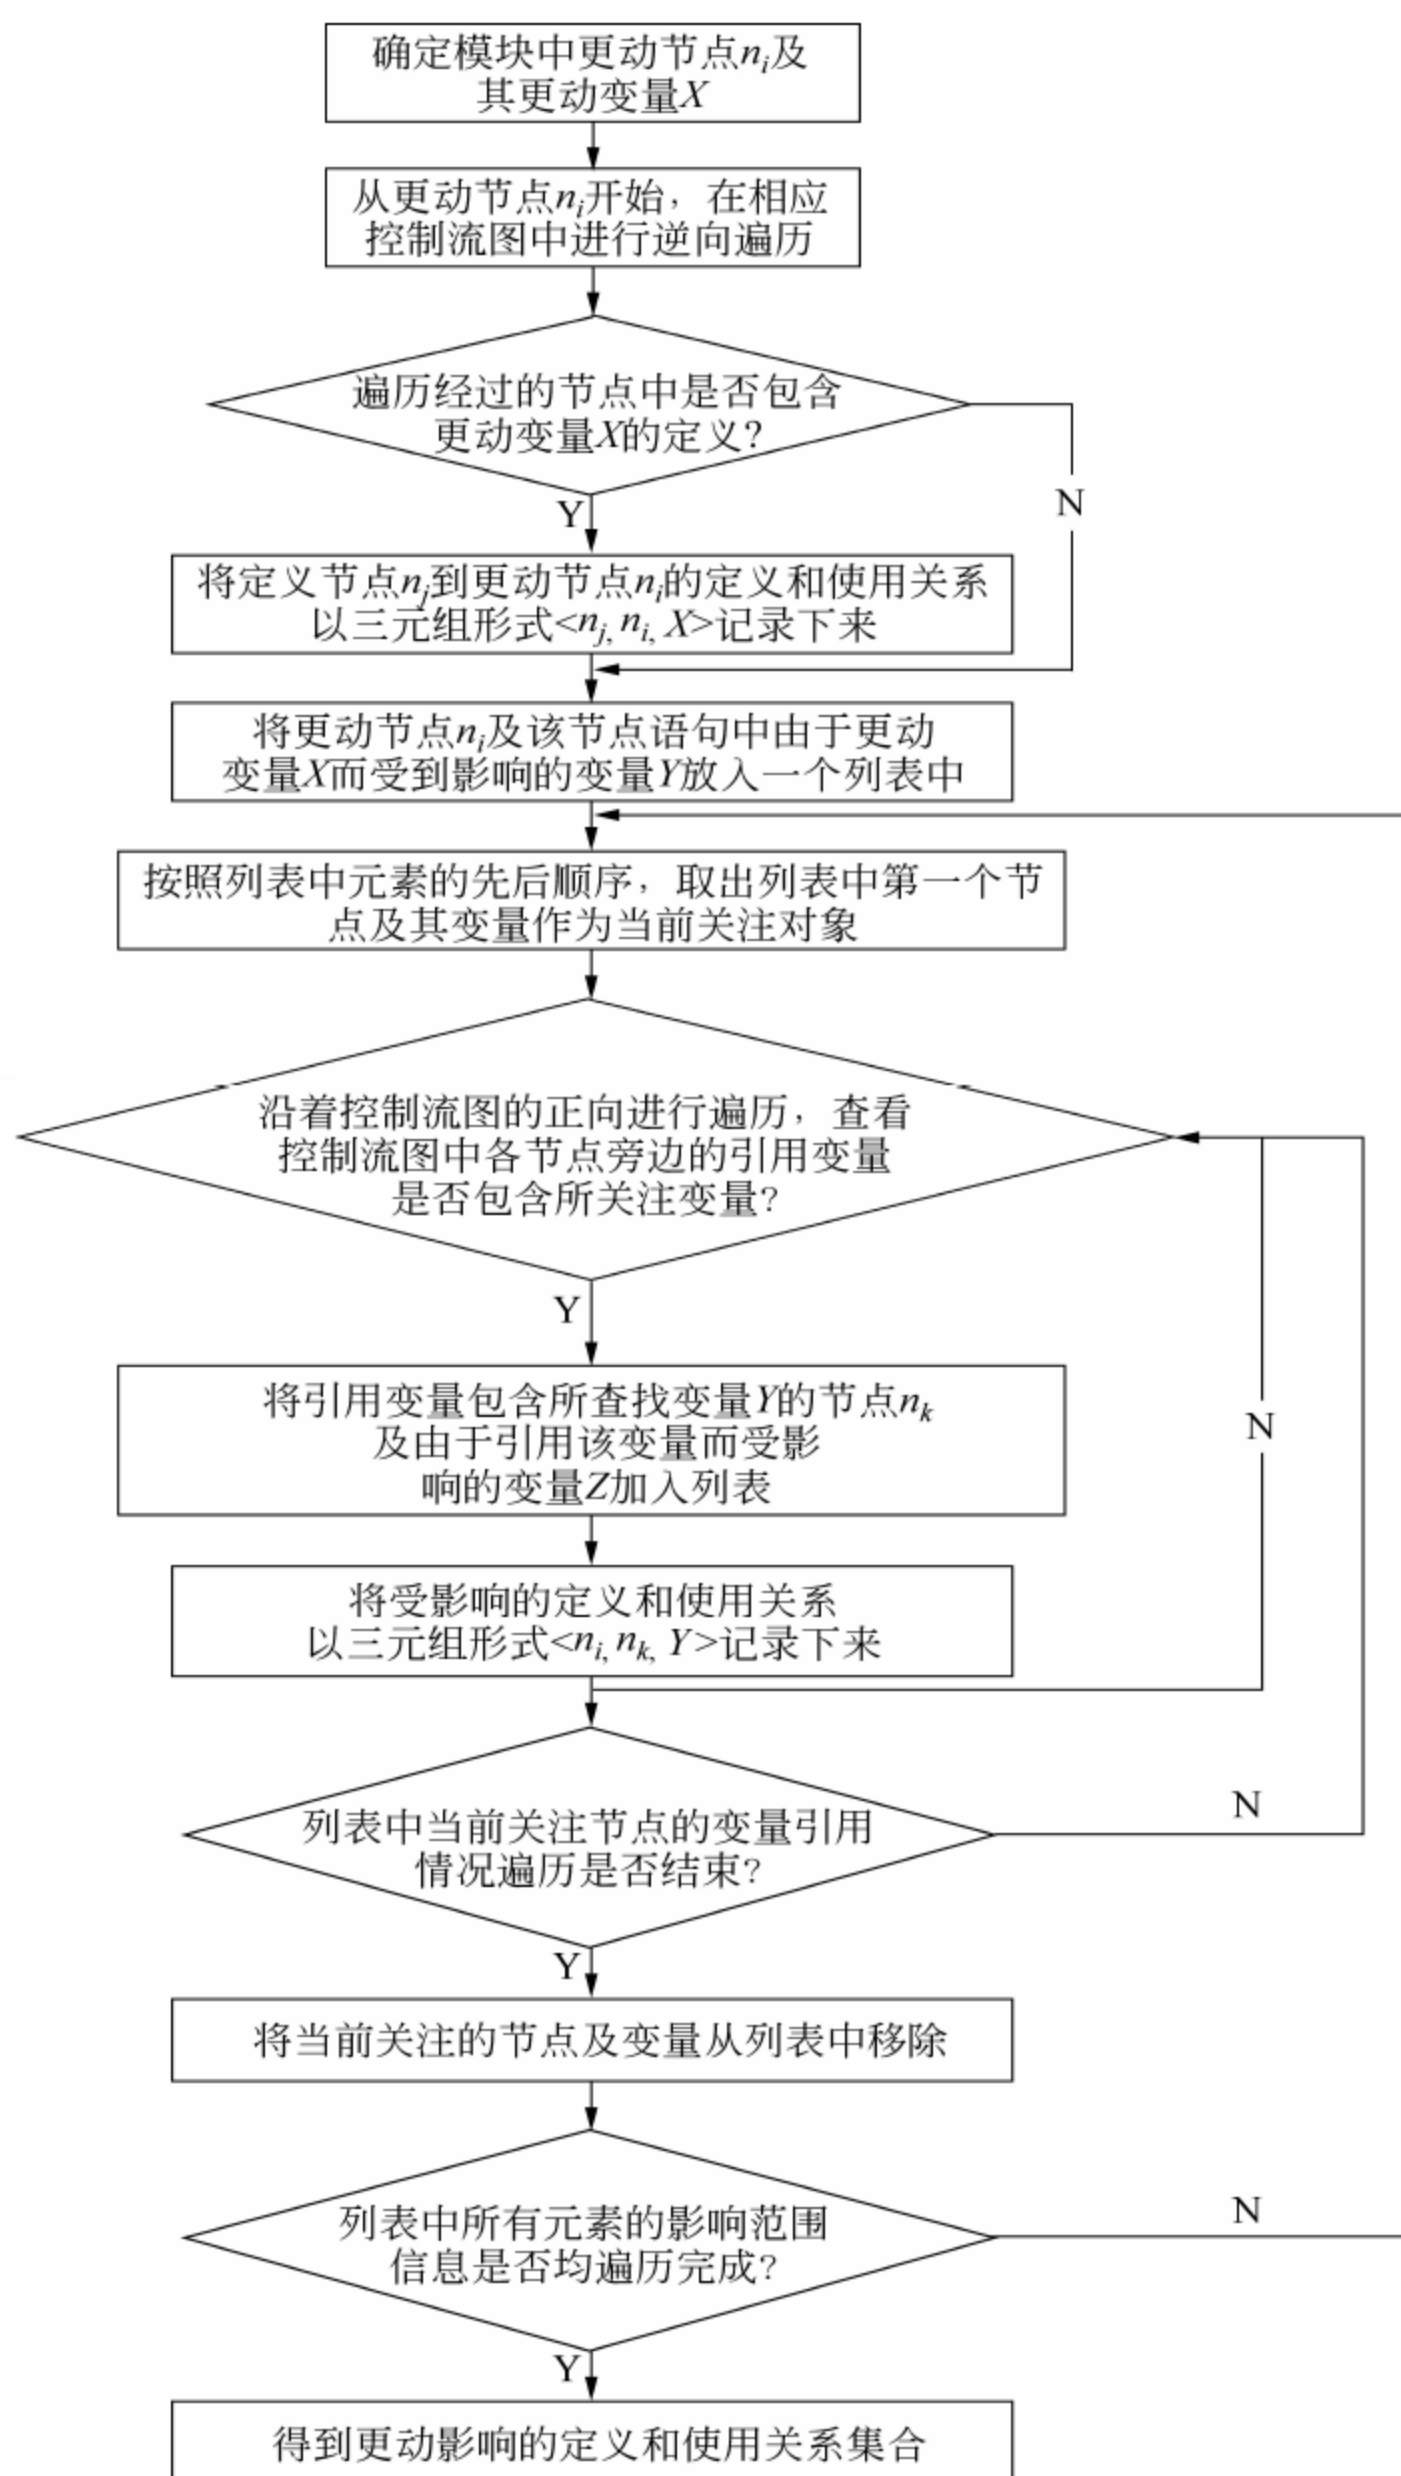 确定模块中更动节点nᵢ及
其更动变量X
从更动节点nᵢ开始，在相应
控制流图中进行逆向遍历
遍历经过的节点中是否包含
更动变量X的定义?
N
Y
将定义节点nⱼ到更动节点nᵢ的定义和使用关系
以三元组形式<nⱼ, nᵢ, X>记录下来
将更动节点nᵢ及该节点语句中由于更动
变量X而受到影响的变量Y放入一个列表中
按照列表中元素的先后顺序，取出列表中第一个节
点及其变量作为当前关注对象
沿着控制流图的正向进行遍历，查看
控制流图中各节点旁边的引用变量
是否包含所关注变量?
Y
将引用变量包含所查找变量Y的节点nₖ
及由于引用该变量而受影
响的变量Z加入列表
N
将受影响的定义和使用关系
以三元组形式<nᵢ, nₖ, Y>记录下来
列表中当前关注节点的变量引用
情况遍历是否结束?
N
Y
将当前关注的节点及变量从列表中移除
列表中所有元素的影响范围
信息是否均遍历完成?
N
Y
得到更动影响的定义和使用关系集合